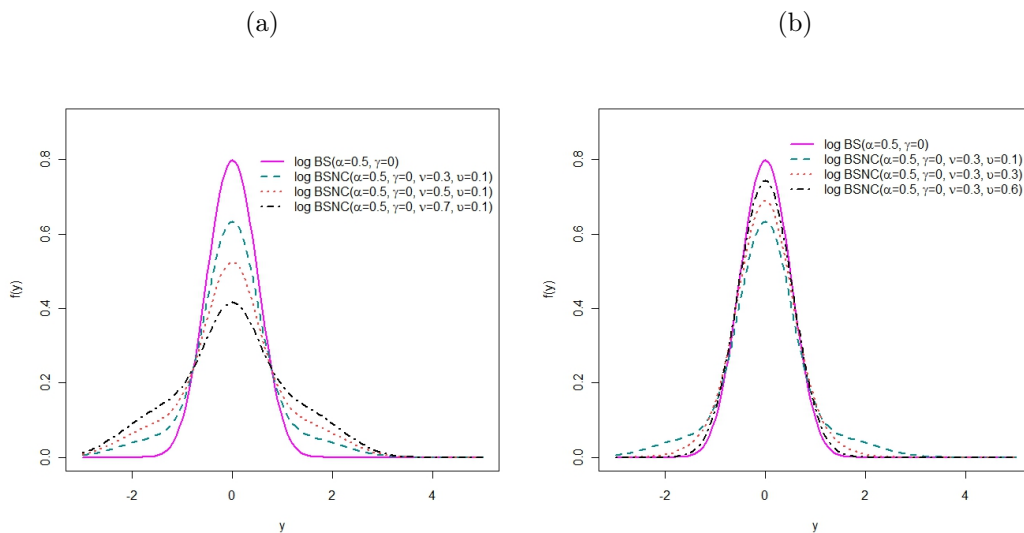 (a)
0.0
0.2
0.4
0.6
0.8
f(y)
log BS(α=0.5, γ=0)
log BSNC(α=0.5, γ=0, ν=0.3, υ=0.1)
log BSNC(α=0.5, γ=0, ν=0.5, υ=0.1)
log BSNC(α=0.5, γ=0, ν=0.7, υ=0.1)
-2
0
2
4
y
(b)
0.0
0.2
0.4
0.6
0.8
f(y)
log BS(α=0.5, γ=0)
log BSNC(α=0.5, γ=0, ν=0.3, υ=0.1)
log BSNC(α=0.5, γ=0, ν=0.3, υ=0.3)
log BSNC(α=0.5, γ=0, ν=0.3, υ=0.6)
-2
0
2
4
y